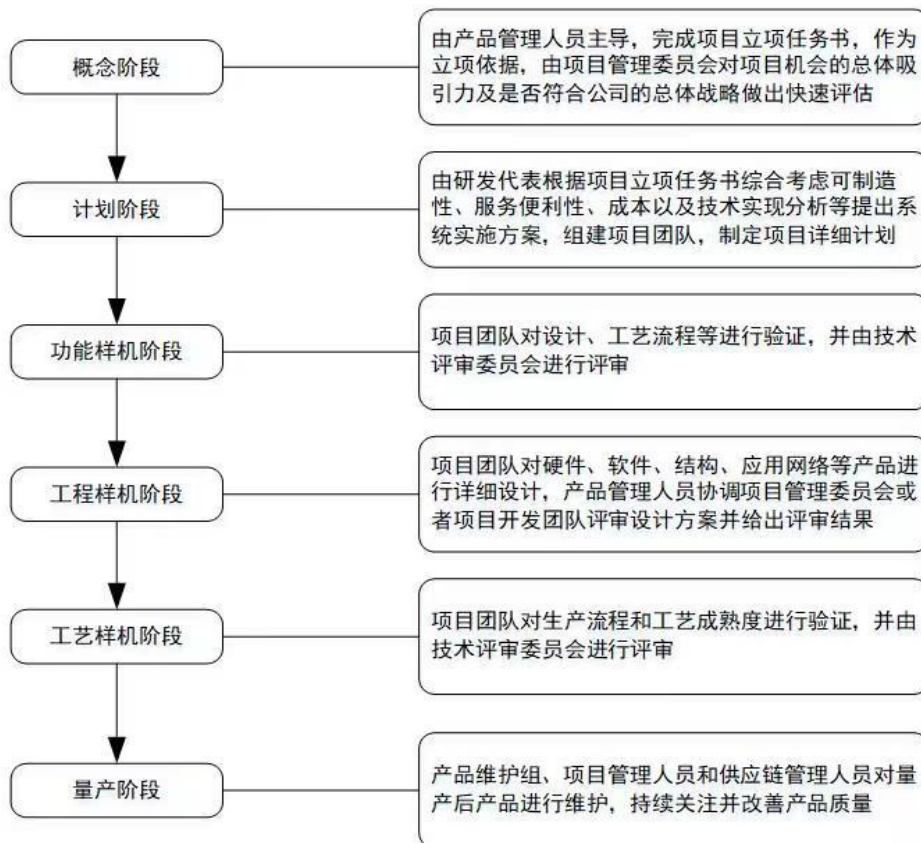 概念阶段
由产品管理人员主导，完成项目立项任务书，作为
立项依据，由项目管理委员会对项目机会的总体吸
引力及是否符合公司的总体战略做出快速评估
计划阶段
由研发代表根据项目立项任务书综合考虑可制造
性、服务便利性、成本以及技术实现分析等提出系
统实施方案，组建项目团队，制定项目详细计划
功能样机阶段
项目团队对设计、工艺流程等进行验证，并由技术
评审委员会进行评审
工程样机阶段
项目团队对硬件、软件、结构、应用网络等产品进
行详细设计，产品管理人员协调项目管理委员会或
者项目开发团队评审设计方案并给出评审结果
工艺样机阶段
项目团队对生产流程和工艺成熟度进行验证，并由
技术评审委员会进行评审
量产阶段
产品维护组、项目管理人员和供应链管理人员对量
产后产品进行维护，持续关注并改善产品质量